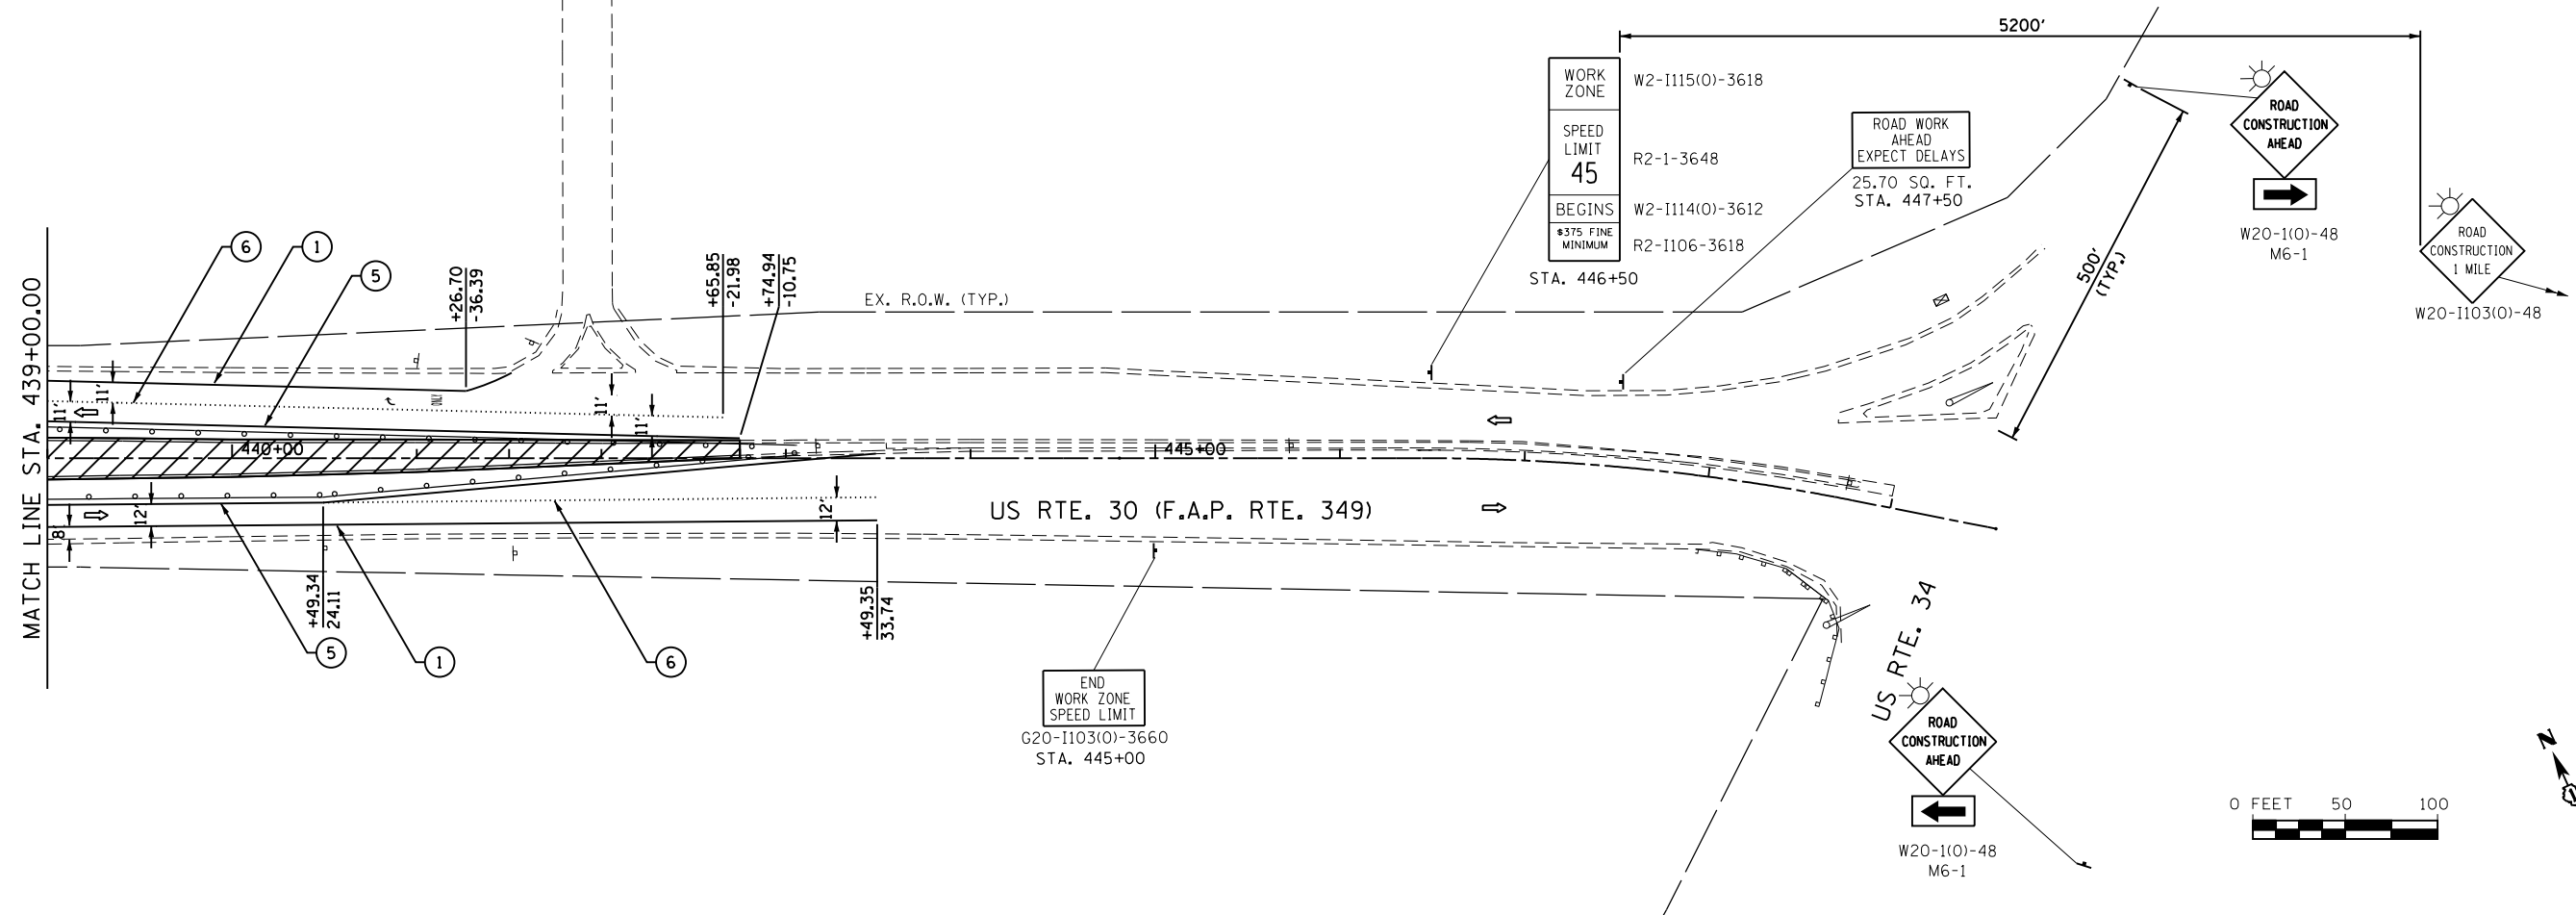 5200'
WORK
ZONE
W2-I115(O)-3618
SPEED
LIMIT
45
R2-1-3648
BEGINS
W2-I114(O)-3612
$375 FINE
MINIMUM
R2-I106-3618
STA. 446+50
ROAD WORK
AHEAD
EXPECT DELAYS
25.70 SQ. FT.
STA. 447+50
ROAD
CONSTRUCTION
AHEAD
W20-1(O)-48
M6-1
ROAD
CONSTRUCTION
1 MILE
W20-I103(O)-48
500'
(TYP.)
MATCH LINE STA. 439+00.00
6
1
5
+26.70
-36.39
+65.85
-21.98
+74.94
-10.75
EX. R.O.W. (TYP.)
11'
11'
11'
11'
ONLY
440+00
445+00
US RTE. 30 (F.A.P. RTE. 349)
12'
12'
8'
+49.34
24.11
+49.35
33.74
5
1
6
END
WORK ZONE
SPEED LIMIT
G20-I103(O)-3660
STA. 445+00
US RTE. 34
ROAD
CONSTRUCTION
AHEAD
W20-1(O)-48
M6-1
0 FEET 50 100
N